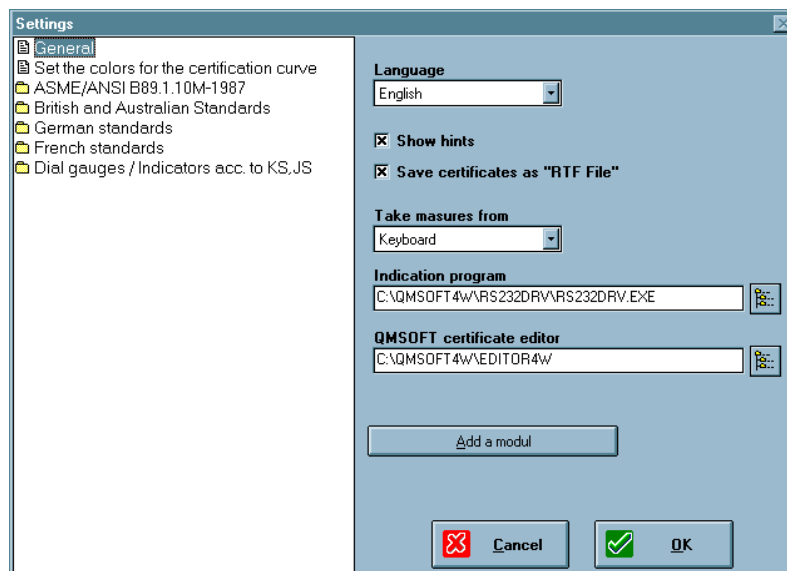 Settings
General
Set the colors for the certification curve
ASME/ANSI B89.1.10M-1987
British and Australian Standards
German standards
French standards
Dial gauges / Indicators acc. to KS,JS
Language
English
Show hints
Save certificates as "RTF File"
Take masures from
Keyboard
Indication program
C:\QMSOFT4W\RS232DRV\RS232DRV.EXE
QMSOFT certificate editor
C:\QMSOFT4W\EDITOR4W
Add a modul
Cancel
OK